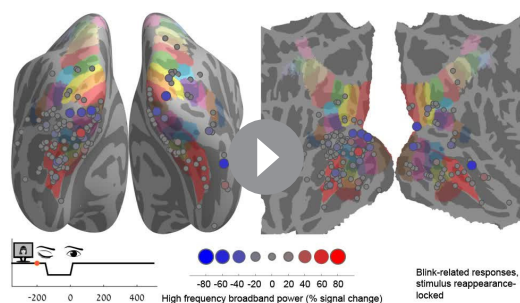 -200 0 200 400
-80 -60 -40 -20 0 20 40 60 80
High frequency broadband power (% signal change)
Blink-related responses,
stimulus reappearance-
locked